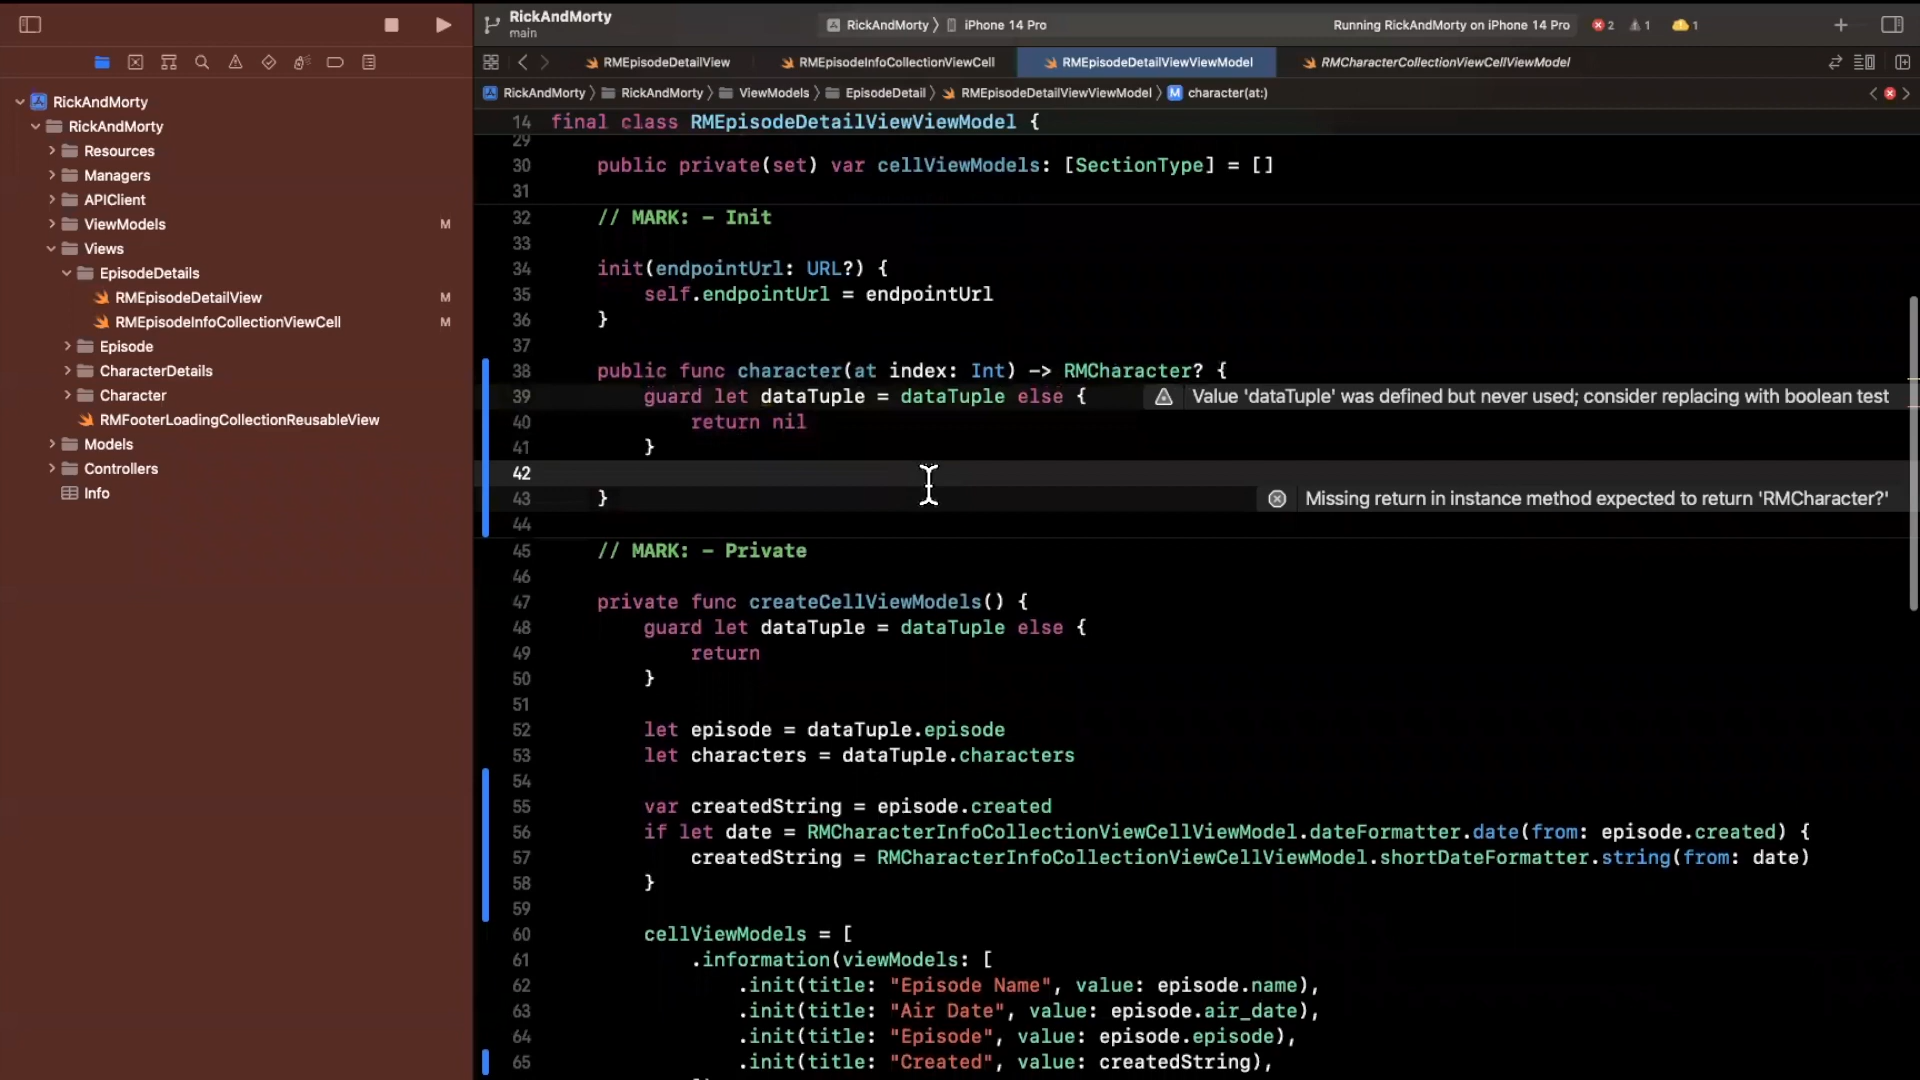 RickAndMorty
main
RickAndMorty
iPhone 14 Pro
Running RickAndMorty on iPhone 14 Pro
2
1
1
RMEpisodeDetailView
RMEpisodeInfoCollectionViewCell
RMEpisodeDetailViewViewModel
RMCharacterCollectionViewCellViewModel
RickAndMorty
RickAndMorty
ViewModels
EpisodeDetail
RMEpisodeDetailViewViewModel
M character(at:)
RickAndMorty
RickAndMorty
Resources
Managers
APIClient
ViewModels M
Views
EpisodeDetails
RMEpisodeDetailView M
RMEpisodeInfoCollectionViewCell M
Episode
CharacterDetails
Character
RMFooterLoadingCollectionReusableView
Models
Controllers
Info
14 final class RMEpisodeDetailViewViewModel {
29
30 public private(set) var cellViewModels: [SectionType] = []
31
32 // MARK: - Init
33
34 init(endpointUrl: URL?) {
35 self.endpointUrl = endpointUrl
36 }
37
38 public func character(at index: Int) -> RMCharacter? {
39 guard let dataTuple = dataTuple else { Value 'dataTuple' was defined but never used; consider replacing with boolean test
40 return nil
41 }
42
43 } Missing return in instance method expected to return 'RMCharacter?'
44
45 // MARK: - Private
46
47 private func createCellViewModels() {
48 guard let dataTuple = dataTuple else {
49 return
50 }
51
52 let episode = dataTuple.episode
53 let characters = dataTuple.characters
54
55 var createdString = episode.created
56 if let date = RMCharacterInfoCollectionViewCellViewModel.dateFormatter.date(from: episode.created) {
57 createdString = RMCharacterInfoCollectionViewCellViewModel.shortDateFormatter.string(from: date)
58 }
59
60 cellViewModels = [
61 .information(viewModels: [
62 .init(title: "Episode Name", value: episode.name),
63 .init(title: "Air Date", value: episode.air_date),
64 .init(title: "Episode", value: episode.episode),
65 .init(title: "Created", value: createdString),